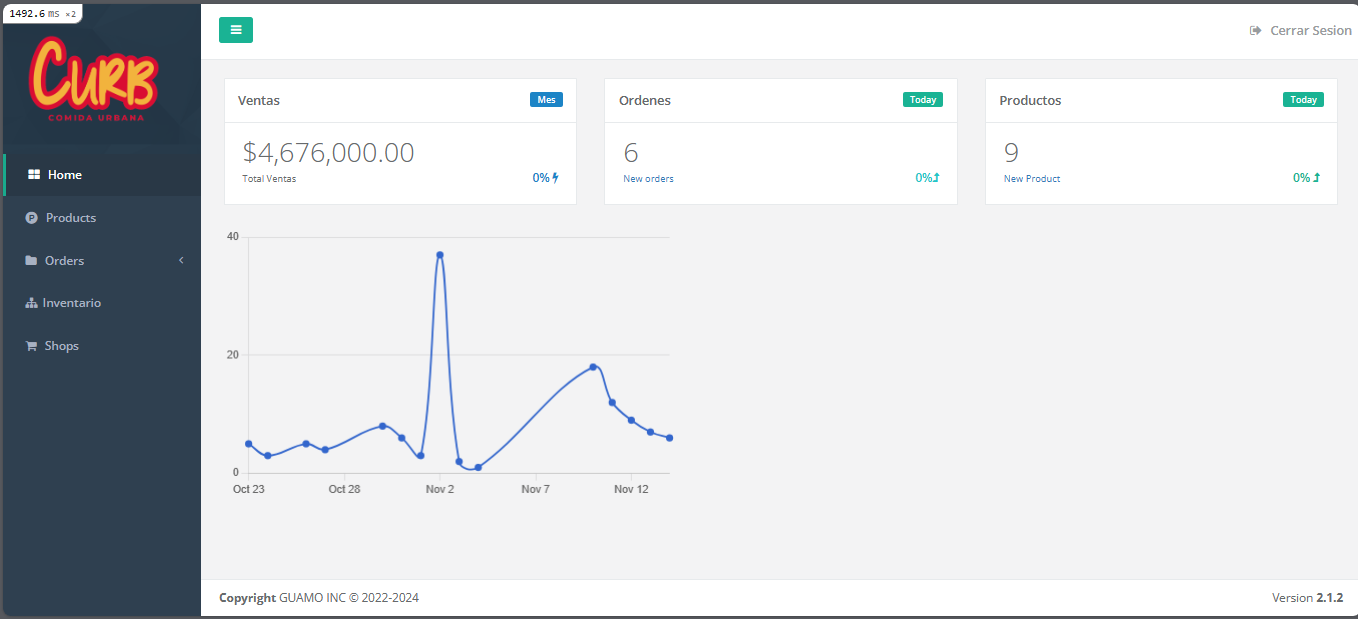 1492.6 ms ×2
CURB
COMIDA URBANA
Home
Products
Orders
Inventario
Shops
Cerrar Sesion
Ventas
Mes
$4,676,000.00
Total Ventas
0%
Ordenes
Today
6
New orders
0%
Productos
Today
9
New Product
0%
40
20
0
Oct 23 Oct 28 Nov 2 Nov 7 Nov 12
Copyright GUAMO INC © 2022-2024
Version 2.1.2